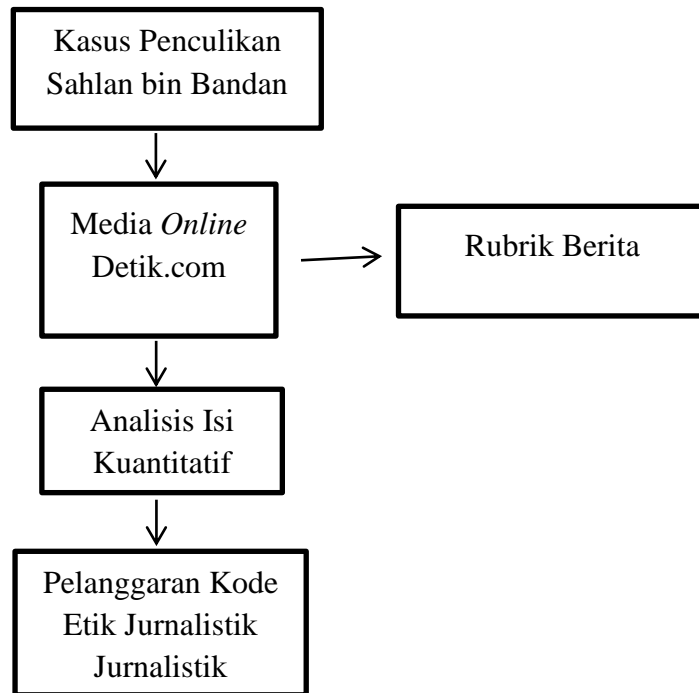 Kasus Penculikan
Sahlan bin Bandan
Media Online
Detik.com
Rubrik Berita
Analisis Isi
Kuantitatif
Pelanggaran Kode
Etik Jurnalistik
Jurnalistik